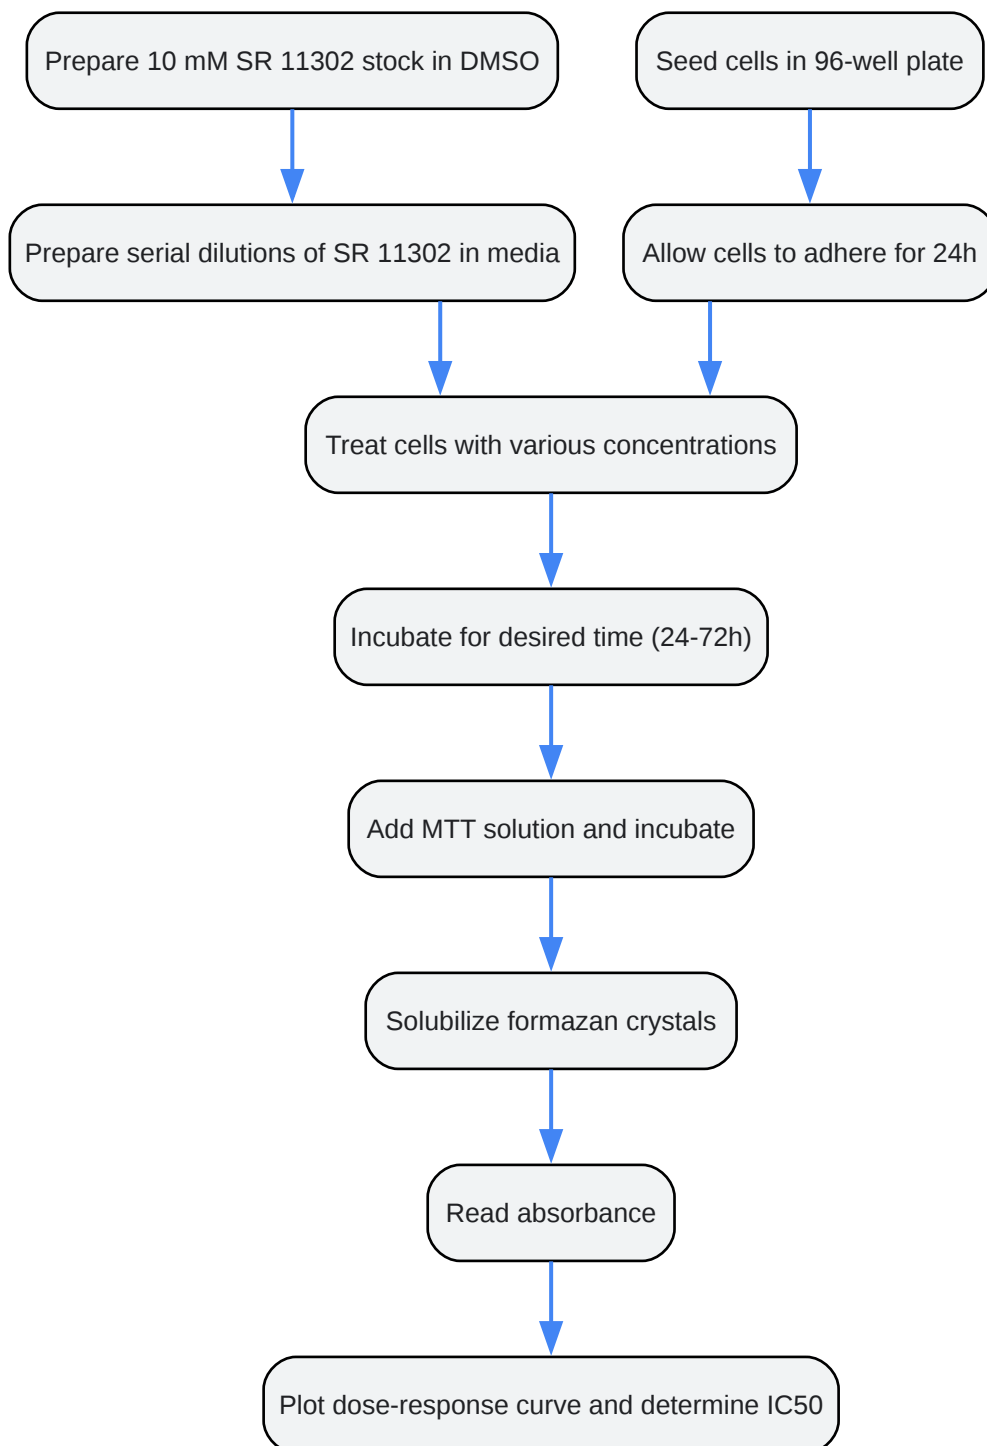 Prepare 10 mM SR 11302 stock in DMSO
Seed cells in 96-well plate
Prepare serial dilutions of SR 11302 in media
Allow cells to adhere for 24h
Treat cells with various concentrations
Incubate for desired time (24-72h)
Add MTT solution and incubate
Solubilize formazan crystals
Read absorbance
Plot dose-response curve and determine IC50